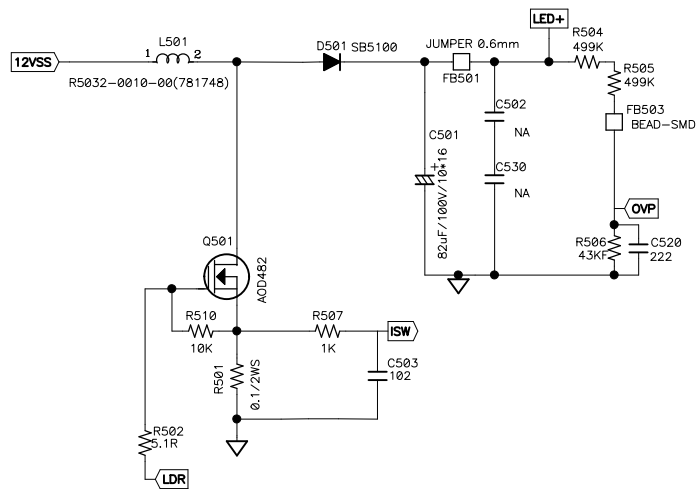 LED+
L501
R504
499K
1
2
D501 SB5100
JUMPER 0.6mm
12VSS
FB501
R505
499K
R5032-0010-00(781748)
C502
NA
FB503
BEAD-SMD
C501
+
82uF/100V/10*16
C530
NA
OVP
R506
43KF
C520
222
Q501
AOD482
R510
10K
R507
1K
ISW
R501
0.1/2WS
C503
102
R502
5.1R
LDR